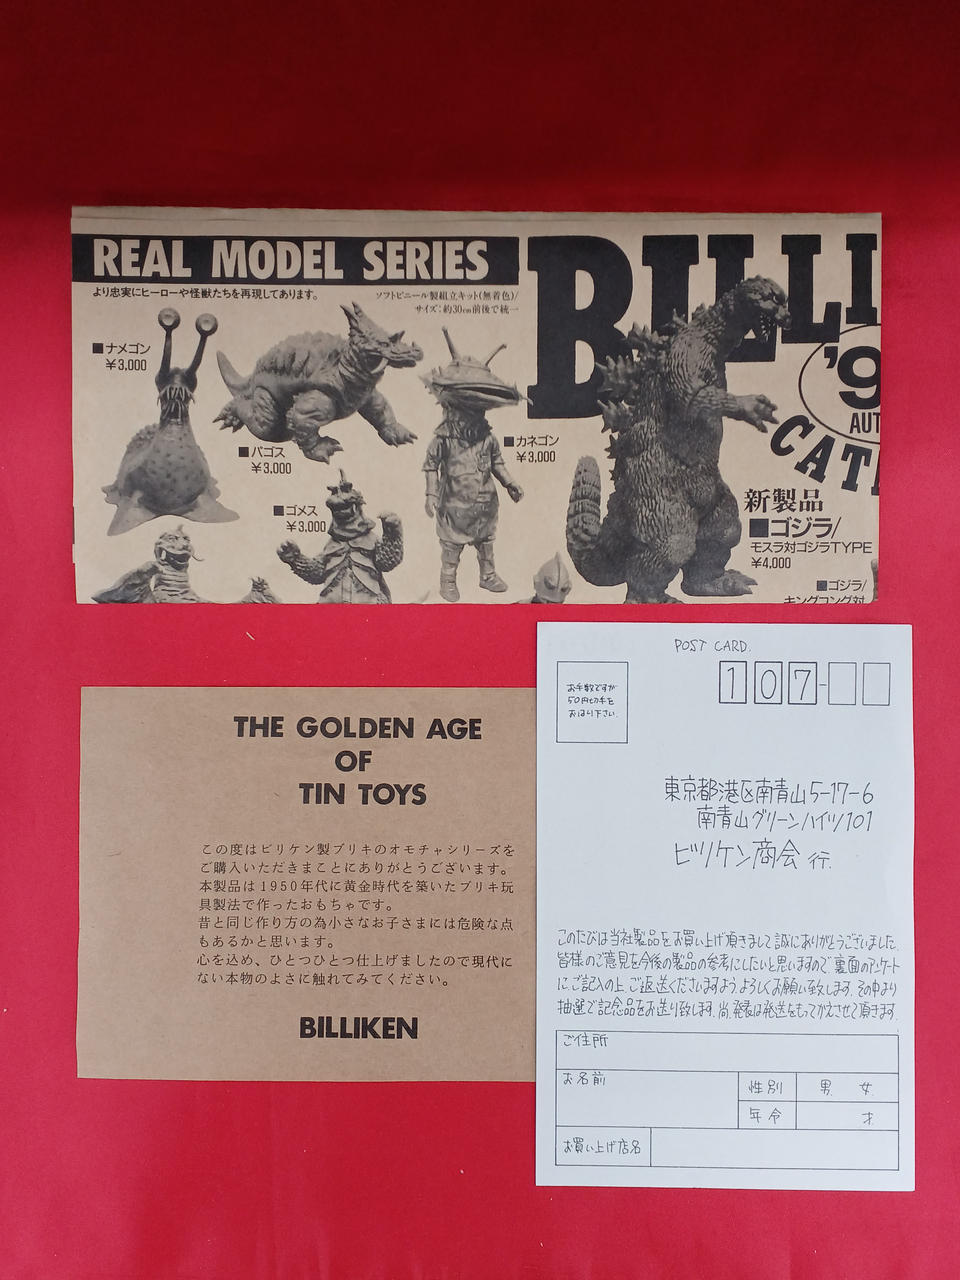 REAL MODEL SERIES
より忠実にヒーローや怪獣たちを再現してあります。
ソフトビニール製組立キット(無着色)/
サイズ:約30cm前後で統一
BILLI
'9
AUT
CAT
■ナメゴン
¥3,000
■パゴス
¥3,000
■ゴメス
¥3,000
■カネゴン
¥3,000
新製品
■ゴジラ/
モスラ対ゴジラTYPE
¥4,000
■ゴジラ/
キングコング対
THE GOLDEN AGE
OF
TIN TOYS
この度はビリケン製ブリキのオモチャシリーズを
ご購入いただきまことにありがとうございます。
本製品は1950年代に黄金時代を築いたブリキ玩
具製法で作ったおもちゃです。
昔と同じ作り方の為小さなお子さまには危険な点
もあるかと思います。
心を込め、ひとつひとつ仕上げましたので現代に
ない本物のよさに触れてみてください。
BILLIKEN
POST CARD.
お手数ですが
50円切手を
おはり下さい.
107-
東京都港区南青山5-17-6
南青山グリーンハイツ101
ビリケン商会 行.
このたびは当社製品をお買い上げ頂きまして誠にありがとうございました.
皆様のご意見を今後の製品の参考にしたいと思いますので、裏面のアンケート
に、ご記入の上、ご返送くださいますよう、よろしくお願い致します. その中より
抽選で記念品をお送り致します. 尚、発表は発送をもってかえさせて頂きます.
ご住所
お名前
性別
男. 女.
年令
才.
お買い上げ店名